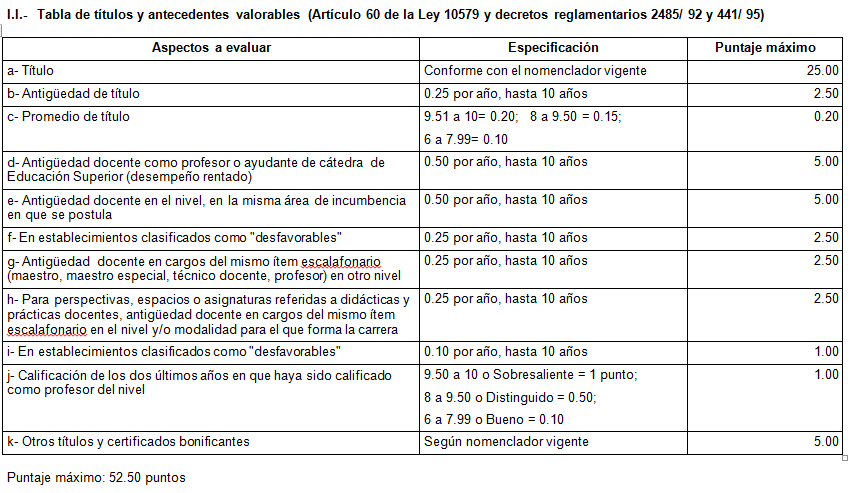 I.I.- Tabla de títulos y antecedentes valorables (Artículo 60 de la Ley 10579 y decretos reglamentarios 2485/ 92 y 441/ 95)
Aspectos a evaluar Especificación Puntaje máximo
a- Título Conforme con el nomenclador vigente 25.00
b- Antigüedad de título 0.25 por año, hasta 10 años 2.50
c- Promedio de título 9.51 a 10= 0.20; 8 a 9.50 = 0.15; 0.20
6 a 7.99= 0.10
d- Antigüedad docente como profesor o ayudante de cátedra de 0.50 por año, hasta 10 años 5.00
Educación Superior (desempeño rentado)
e- Antigüedad docente en el nivel, en la misma área de incumbencia 0.50 por año, hasta 10 años 5.00
en que se postula
f- En establecimientos clasificados como "desfavorables" 0.25 por año, hasta 10 años 2.50
g- Antigüedad docente en cargos del mismo ítem escalafonario 0.25 por año, hasta 10 años 2.50
(maestro, maestro especial, técnico docente, profesor) en otro nivel
h- Para perspectivas, espacios o asignaturas referidas a didácticas y 0.25 por año, hasta 10 años 2.50
prácticas docentes, antigüedad docente en cargos del mismo ítem
escalafonario en el nivel y/o modalidad para el que forma la carrera
i- En establecimientos clasificados como "desfavorables" 0.10 por año, hasta 10 años 1.00
j- Calificación de los dos últimos años en que haya sido calificado 9.50 a 10 o Sobresaliente = 1 punto; 1.00
como profesor del nivel 8 a 9.50 o Distinguido = 0.50;
6 a 7.99 o Bueno = 0.10
k- Otros títulos y certificados bonificantes Según nomenclador vigente 5.00
Puntaje máximo: 52.50 puntos